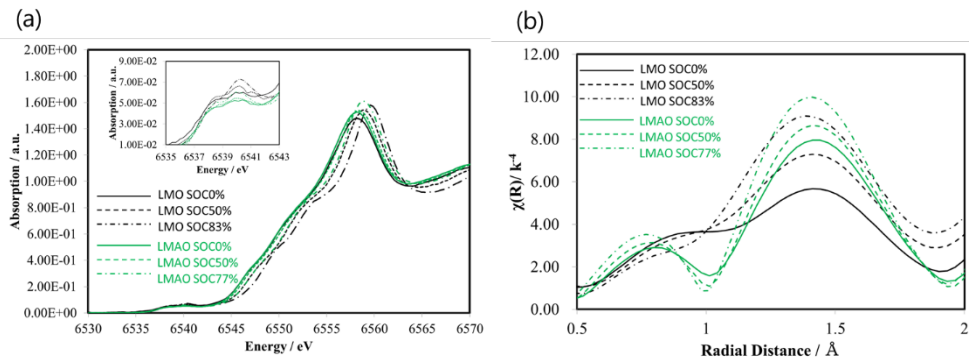 (a)
2.00E+00
1.80E+00
1.60E+00
1.40E+00
1.20E+00
1.00E+00
8.00E-01
6.00E-01
4.00E-01
2.00E-01
0.00E+00
Absorption / a.u.
9.00E-02
7.00E-02
5.00E-02
3.00E-02
1.00E-02
Absorption / a.u.
6535 6537 6539 6541 6543
Energy / eV
LMO SOC0%
LMO SOC50%
LMO SOC83%
LMAO SOC0%
LMAO SOC50%
LMAO SOC77%
6530 6535 6540 6545 6550 6555 6560 6565 6570
Energy / eV
(b)
12.00
10.00
8.00
6.00
4.00
2.00
0.00
χ(R)/ k⁻⁴
LMO SOC0%
LMO SOC50%
LMO SOC83%
LMAO SOC0%
LMAO SOC50%
LMAO SOC77%
0.5 1 1.5 2
Radial Distance / Å